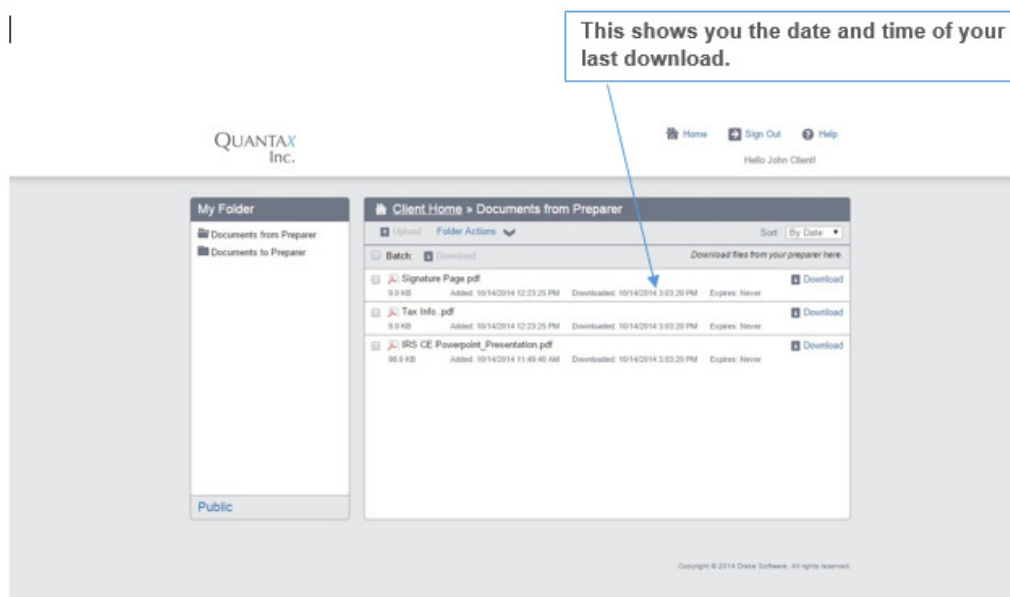 This shows you the date and time of your
last download.
QUANTAX
Inc.
Home Sign Out Help
Hello John Client!
My Folder
Documents from Preparer
Documents to Preparer
Public
Client Home » Documents from Preparer
Upload Folder Actions Sort By Date
Batch: Download Download files from your preparer here.
Signature Page.pdf Download
9.0 KB Added: 10/14/2014 12:23:25 PM Downloaded: 10/14/2014 3:03:20 PM Expires: Never
Tax Info..pdf Download
9.0 KB Added: 10/14/2014 12:23:25 PM Downloaded: 10/14/2014 3:03:20 PM Expires: Never
IRS CE Powerpoint_Presentation.pdf Download
98.0 KB Added: 10/14/2014 11:49:40 AM Downloaded: 10/14/2014 3:03:20 PM Expires: Never
Copyright © 2014 Drake Software. All rights reserved.